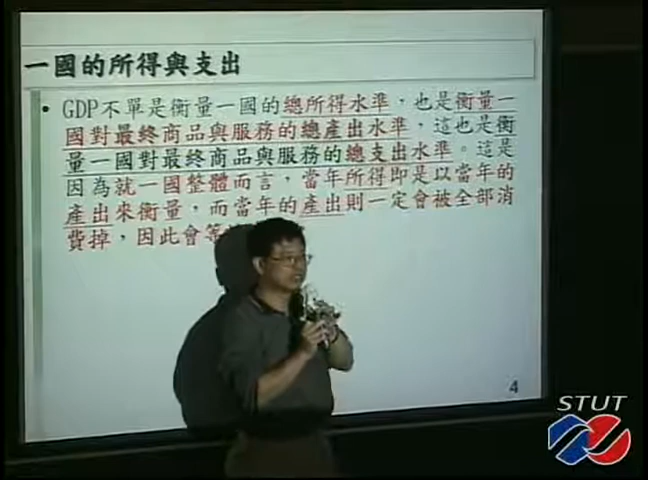 一國的所得與支出
• GDP不單是衡量一國的總所得水準，也是衡量一
國對最終商品與服務的總產出水準，這也是衡
量一國對最終商品與服務的總支出水準。這是
因為就一國整體而言，當年所得即是以當年的
產出來衡量，而當年的產出則一定會被全部消
費掉，因此會等
4
STUT